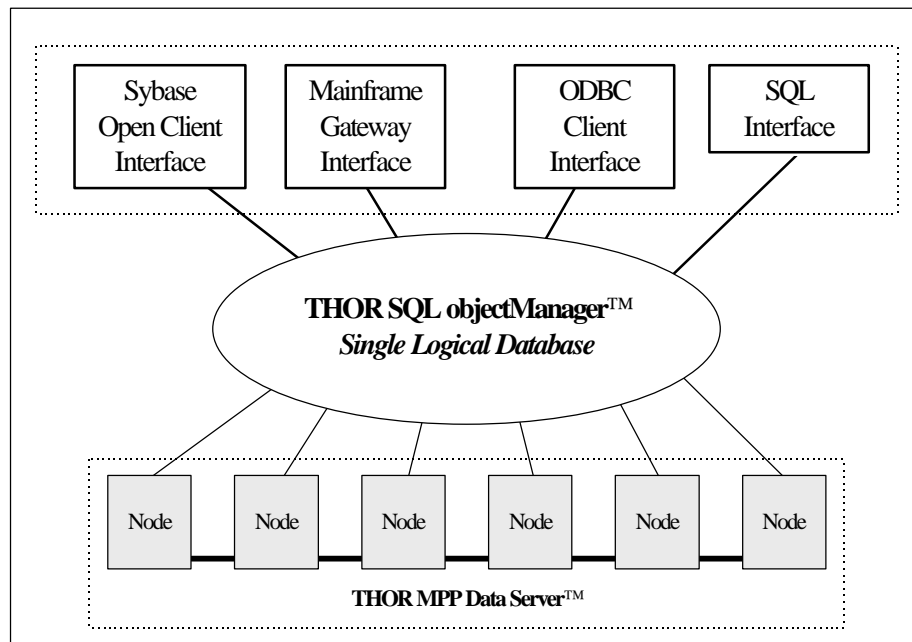 Sybase
Open Client
Interface
Mainframe
Gateway
Interface
ODBC
Client
Interface
SQL
Interface
THOR SQL objectManager™
Single Logical Database
Node
Node
Node
Node
Node
Node
THOR MPP Data Server™